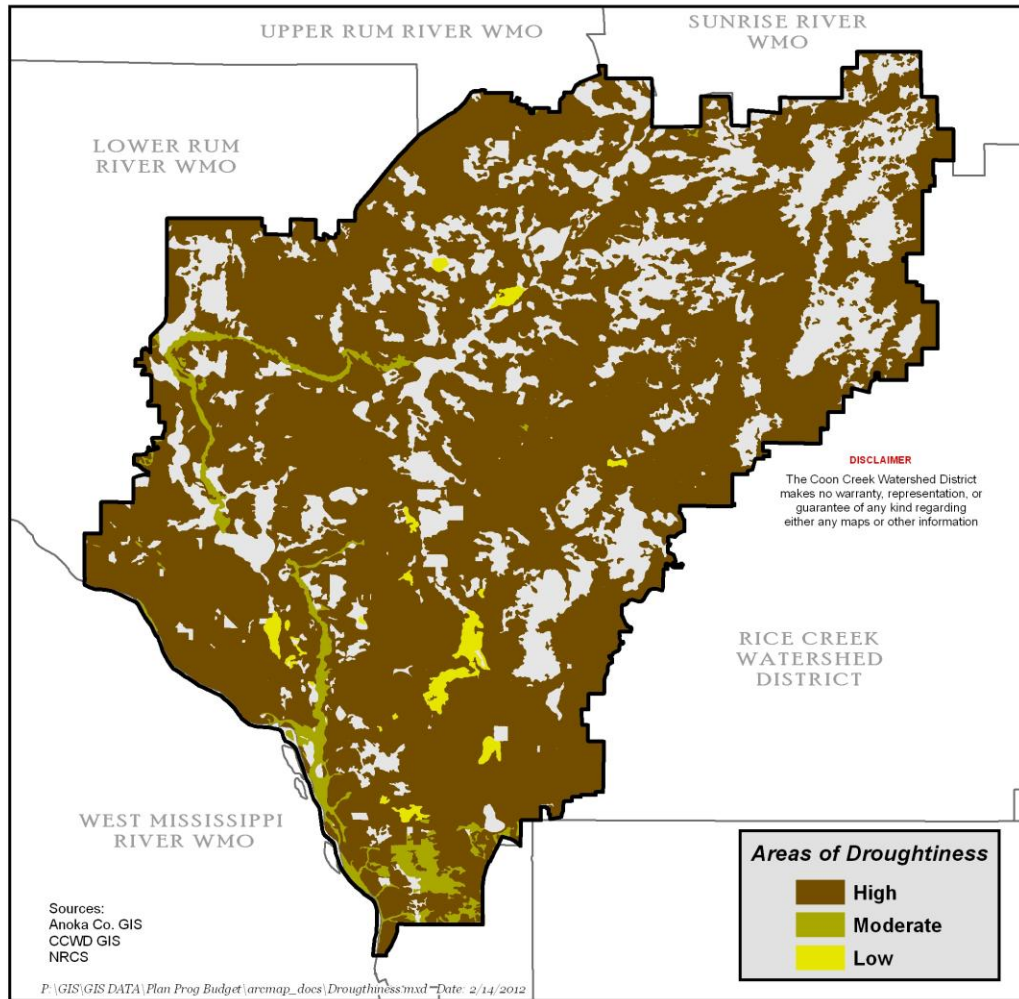 UPPER RUM RIVER WMO
SUNRISE RIVER
WMO
LOWER RUM
RIVER WMO
DISCLAIMER
The Coon Creek Watershed District
makes no warranty, representation, or
guarantee of any kind regarding
either any maps or other information
RICE CREEK
WATERSHED
DISTRICT
WEST MISSISSIPPI
RIVER WMO
Areas of Droughtiness
High
Moderate
Low
Sources:
Anoka Co. GIS
CCWD GIS
NRCS
P:\GIS\GIS DATA\Plan Prog Budget\arcmap_docs\Drougthiness.mxd Date: 2/14/2012